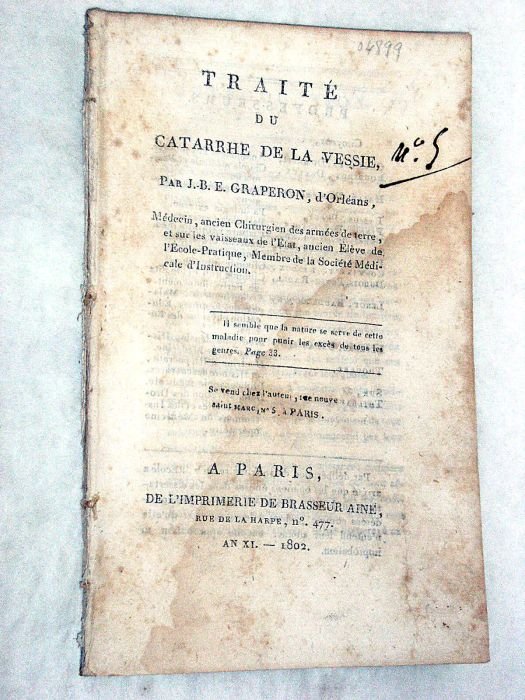 04899
TRAITÉ
DU
CATARRHE DE LA VESSIE,
n°. 5
PAR J.-B. E. GRAPERON, d'Orléans,
Médecin, ancien Chirurgien des armées de terre,
et sur les vaisseaux de l'Etat, ancien Elève de
l'Ecole-Pratique, Membre de la Société Médi-
cale d'Instruction.
Il semble que la nature se serve de cette
maladie pour punir les excès de tous les
genres. Page 33.
Se vend chez l'auteur, rue neuve
saint MARC, N° 5, à PARIS.
A PARIS,
DE L'IMPRIMERIE DE BRASSEUR AINÉ,
RUE DE LA HARPE, n°. 477.
AN XI. — 1802.